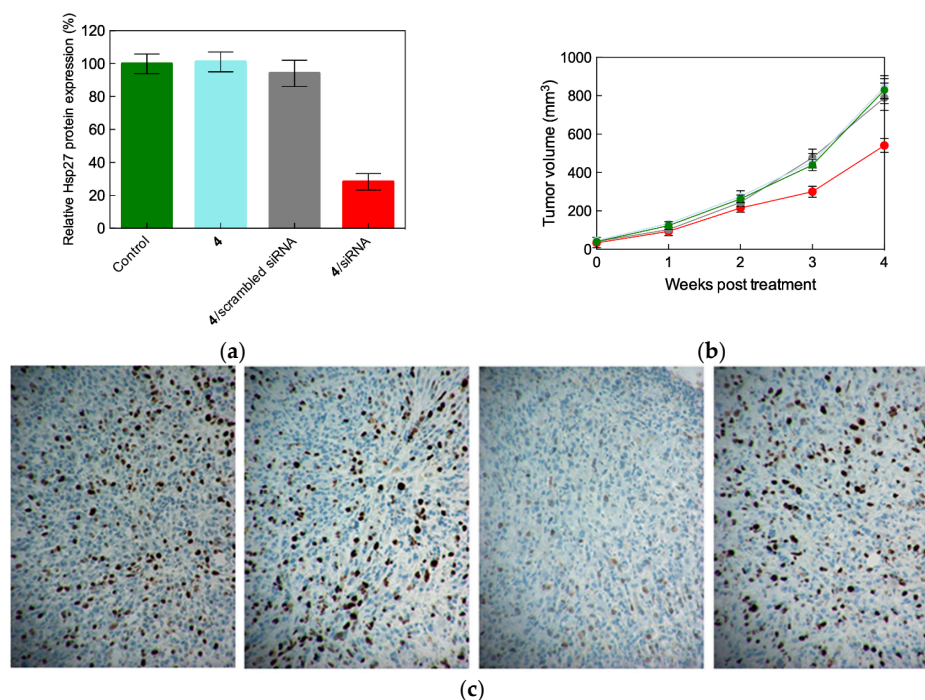 Relative Hsp27 protein expression (%)
120
100
80
60
40
20
0
Control
4
4/scrambled siRNA
4/siRNA
(a)
Tumor volume (mm³)
1000
800
600
400
200
0
0 1 2 3 4
Weeks post treatment
(b)
(c)